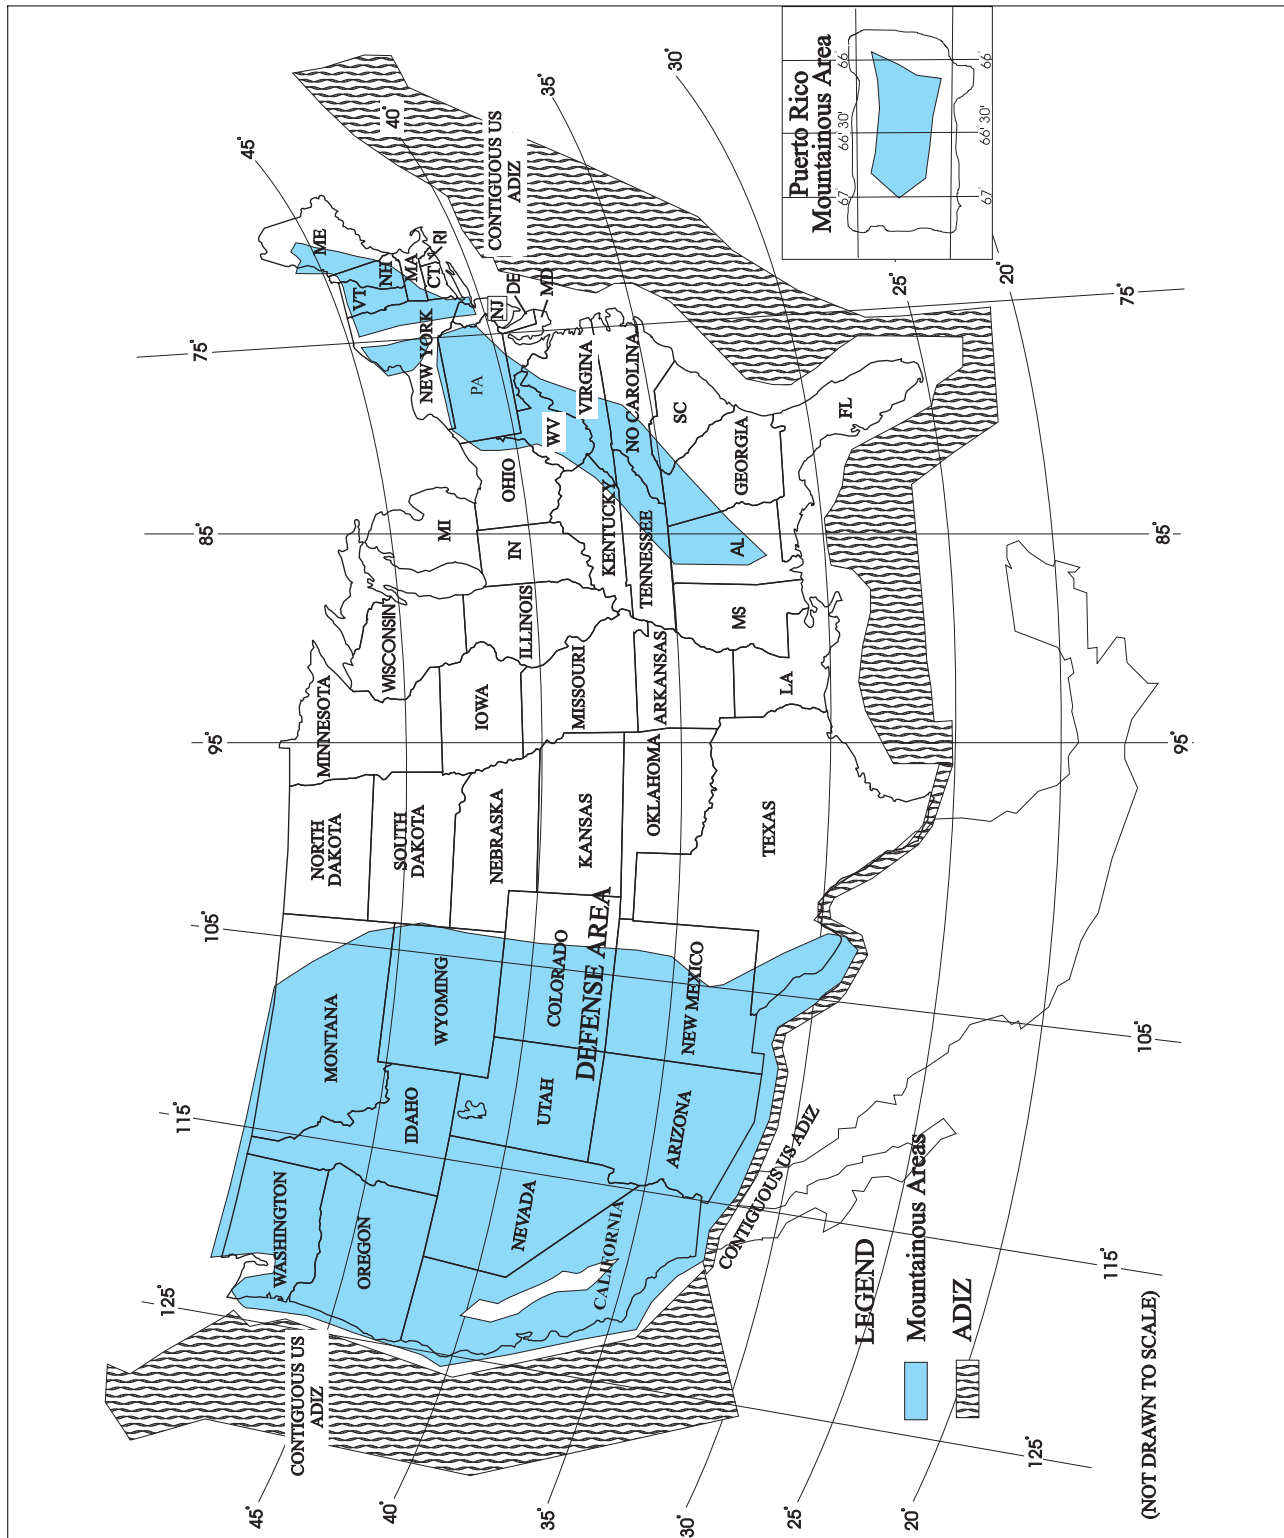 125°
115°
105°
95°
85°
75°
45°
40°
35°
30°
CONTIGUOUS US
ADIZ
WASHINGTON
OREGON
IDAHO
MONTANA
WYOMING
NEVADA
CALIFORNIA
UTAH
COLORADO
DEFENSE AREA
ARIZONA
NEW MEXICO
NORTH
DAKOTA
SOUTH
DAKOTA
NEBRASKA
KANSAS
OKLAHOMA
TEXAS
MINNESOTA
IOWA
MISSOURI
ARKANSAS
LA
WISCONSIN
ILLINOIS
MS
MI
IN
OHIO
KENTUCKY
TENNESSEE
AL
GEORGIA
FL
SC
NO CAROLINA
VIRGINA
WV
PA
NEW YORK
VT
NH
ME
MA
CT
RI
NJ
DE
MD
CONTIGUOUS US
ADIZ
CONTIGUOUS US ADIZ
45°
40°
35°
30°
25°
20°
125°
115°
105°
95°
85°
75°
25°
20°
LEGEND
Mountainous Areas
ADIZ
(NOT DRAWN TO SCALE)
Puerto Rico
Mountainous Area
67°
66° 30'
66°
67°
66° 30'
66°